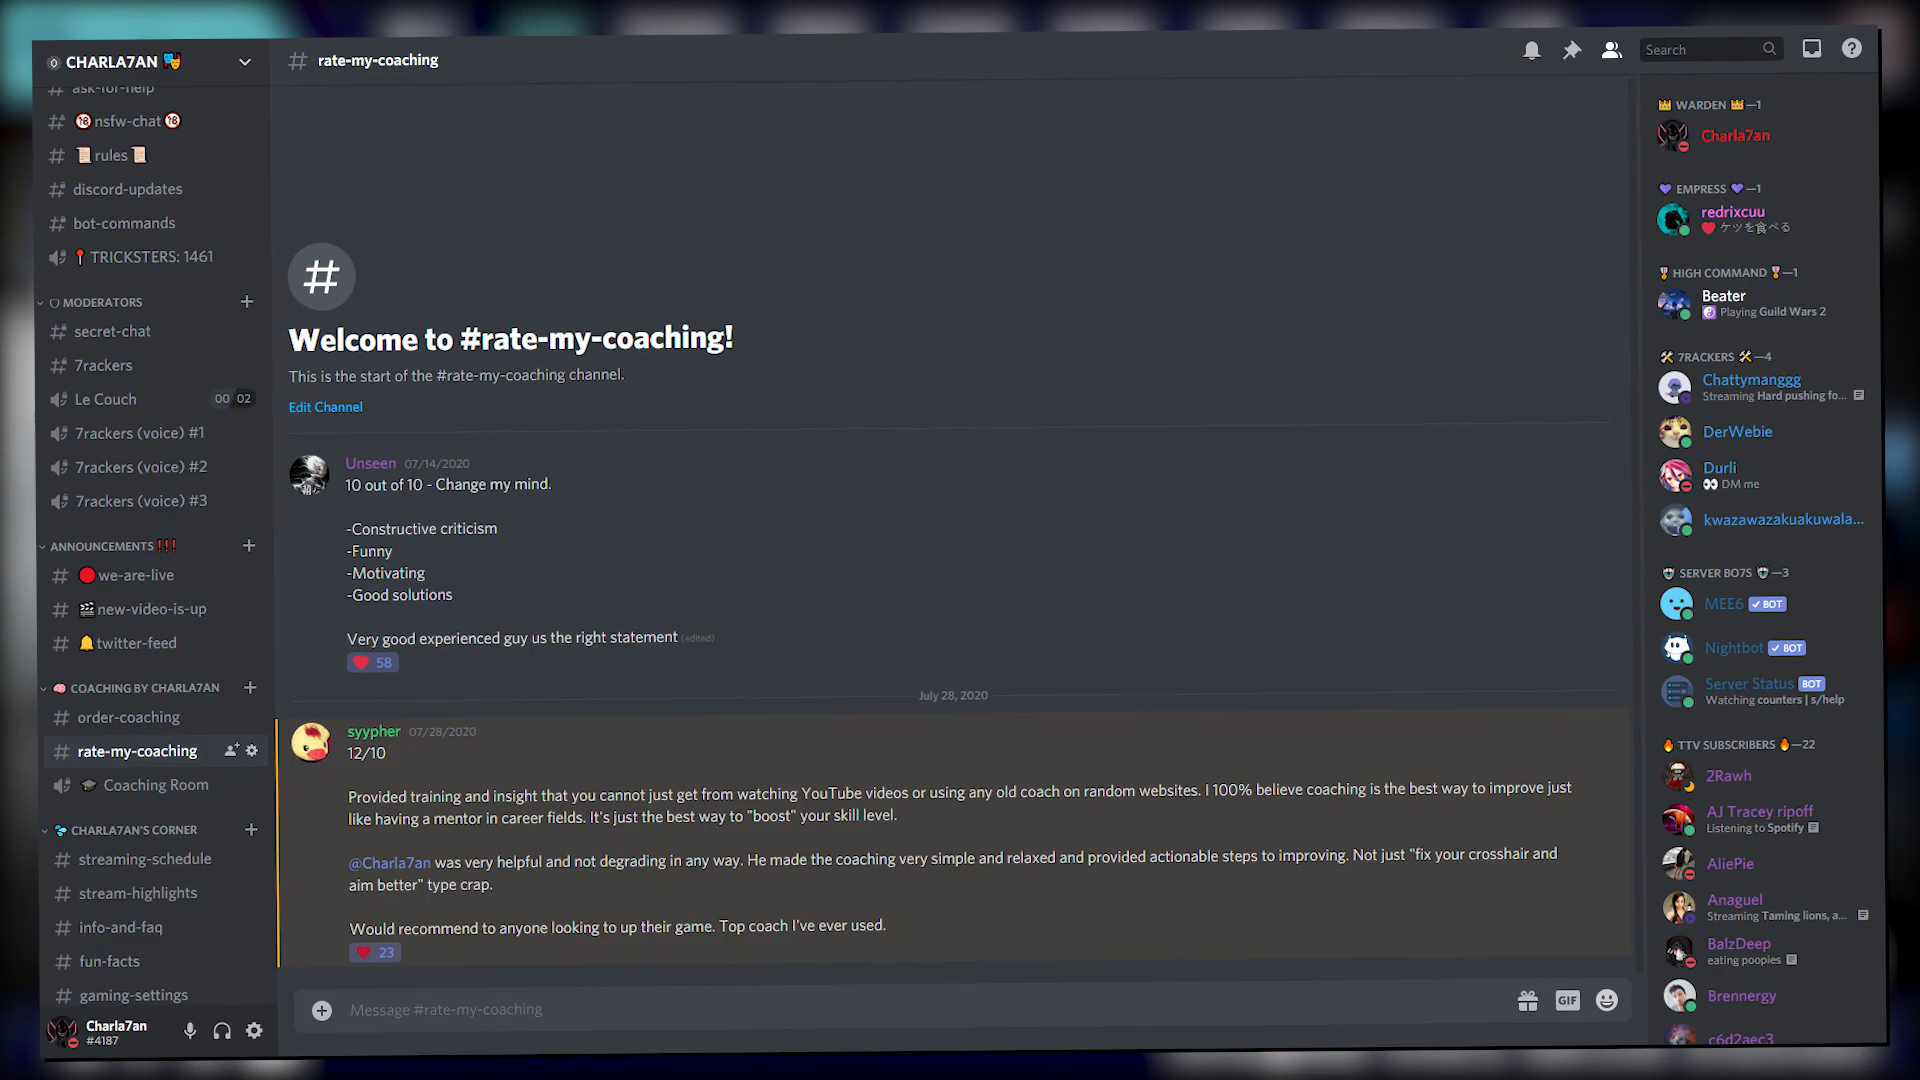 CHARLA7AN
ask-for-help
nsfw-chat
rules
discord-updates
bot-commands
TRICKSTERS: 1461
MODERATORS
secret-chat
7rackers
Le Couch 00 02
7rackers (voice) #1
7rackers (voice) #2
7rackers (voice) #3
ANNOUNCEMENTS
we-are-live
new-video-is-up
twitter-feed
COACHING BY CHARLA7AN
order-coaching
rate-my-coaching
Coaching Room
CHARLA7AN'S CORNER
streaming-schedule
stream-highlights
info-and-faq
fun-facts
gaming-settings
Charla7an
#4187
rate-my-coaching
Search
Welcome to #rate-my-coaching!
This is the start of the #rate-my-coaching channel.
Edit Channel
Unseen 07/14/2020
10 out of 10 - Change my mind.
-Constructive criticism
-Funny
-Motivating
-Good solutions
Very good experienced guy us the right statement (edited)
58
July 28, 2020
syypher 07/28/2020
12/10
Provided training and insight that you cannot just get from watching YouTube videos or using any old coach on random websites. I 100% believe coaching is the best way to improve just
like having a mentor in career fields. It's just the best way to "boost" your skill level.
@Charla7an was very helpful and not degrading in any way. He made the coaching very simple and relaxed and provided actionable steps to improving. Not just "fix your crosshair and
aim better" type crap.
Would recommend to anyone looking to up their game. Top coach I've ever used.
23
Message #rate-my-coaching
GIF
WARDEN —1
Charla7an
EMPRESS —1
redrixcuu
ケツを食べる
HIGH COMMAND —1
Beater
Playing Guild Wars 2
7RACKERS —4
Chattymanggg
Streaming Hard pushing fo...
DerWebie
Durli
DM me
kwazawazakuakuwala...
SERVER BO7S —3
MEE6 BOT
Nightbot BOT
Server Status BOT
Watching counters | s/help
TTV SUBSCRIBERS —22
2Rawh
AJ Tracey ripoff
Listening to Spotify
AliePie
Anaguel
Streaming Taming lions, a...
BalzDeep
eating poopies
Brennergy
c6d2aec3